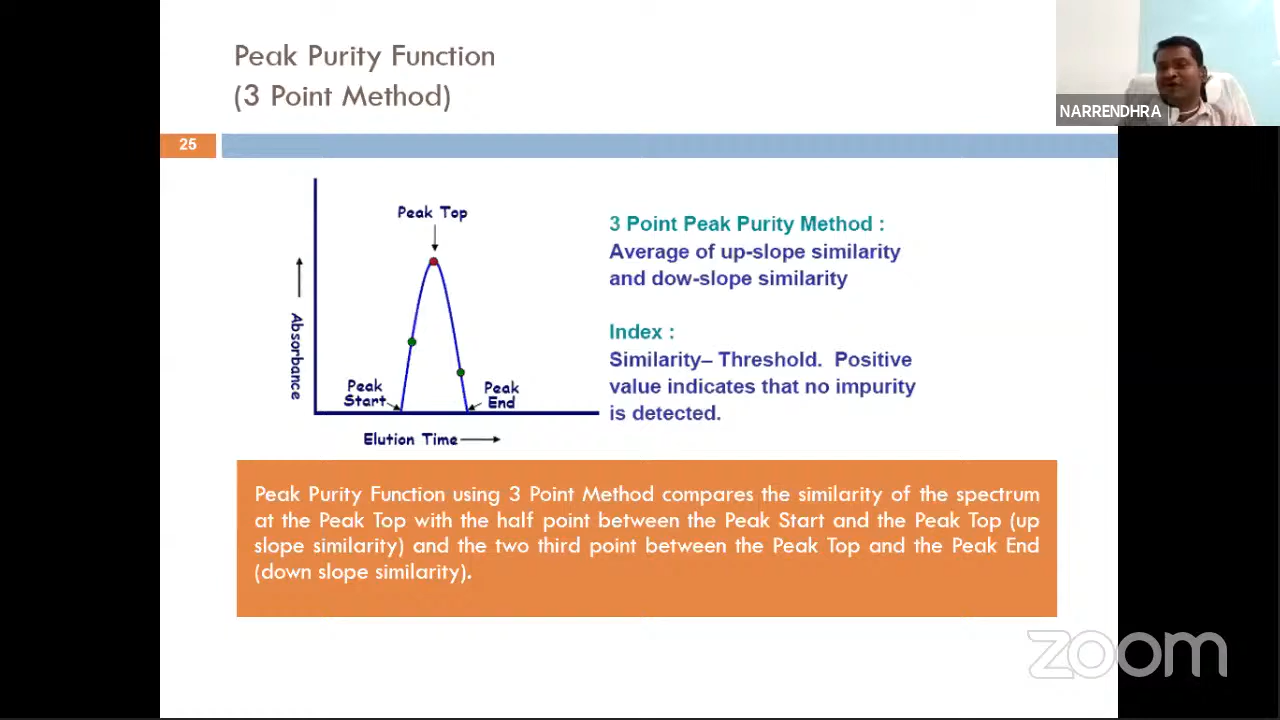 Peak Purity Function
(3 Point Method)
NARRENDHRA
25
Peak Top
Absorbance
Peak
Start
Peak
End
Elution Time
3 Point Peak Purity Method :
Average of up-slope similarity
and dow-slope similarity
Index :
Similarity– Threshold. Positive
value indicates that no impurity
is detected.
Peak Purity Function using 3 Point Method compares the similarity of the spectrum
at the Peak Top with the half point between the Peak Start and the Peak Top (up
slope similarity) and the two third point between the Peak Top and the Peak End
(down slope similarity).
zoom